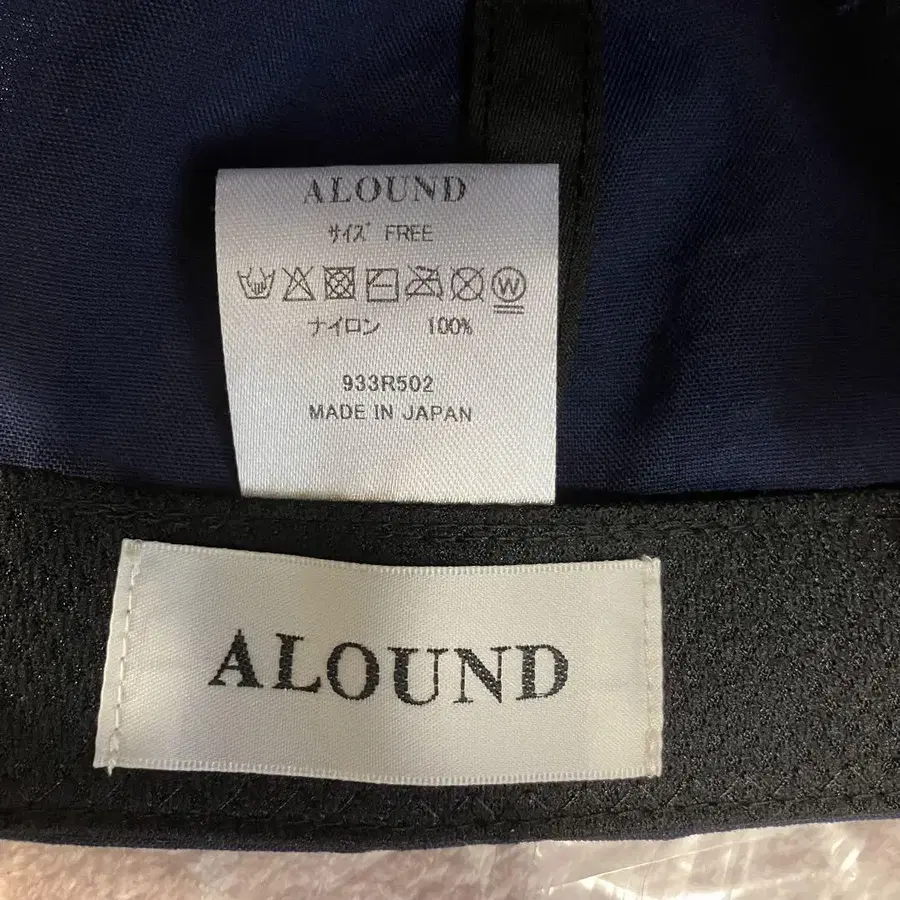 ALOUND
サイズ FREE
W
ナイロン 100%
933R502
MADE IN JAPAN
ALOUND